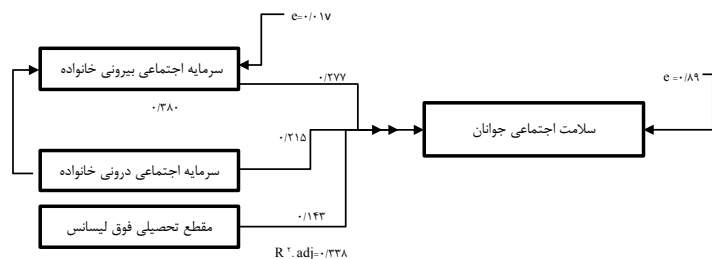 e=۰/۰۱۷
سرمایه اجتماعی بیرونی خانواده
۰/۲۷۷
e =۰/۸۹
۰/۳۸۰
سلامت اجتماعی جوانان
۰/۲۱۵
سرمایه اجتماعی درونی خانواده
مقطع تحصیلی فوق لیسانس
۰/۱۴۳
R ۲. adj=۰/۳۳۸